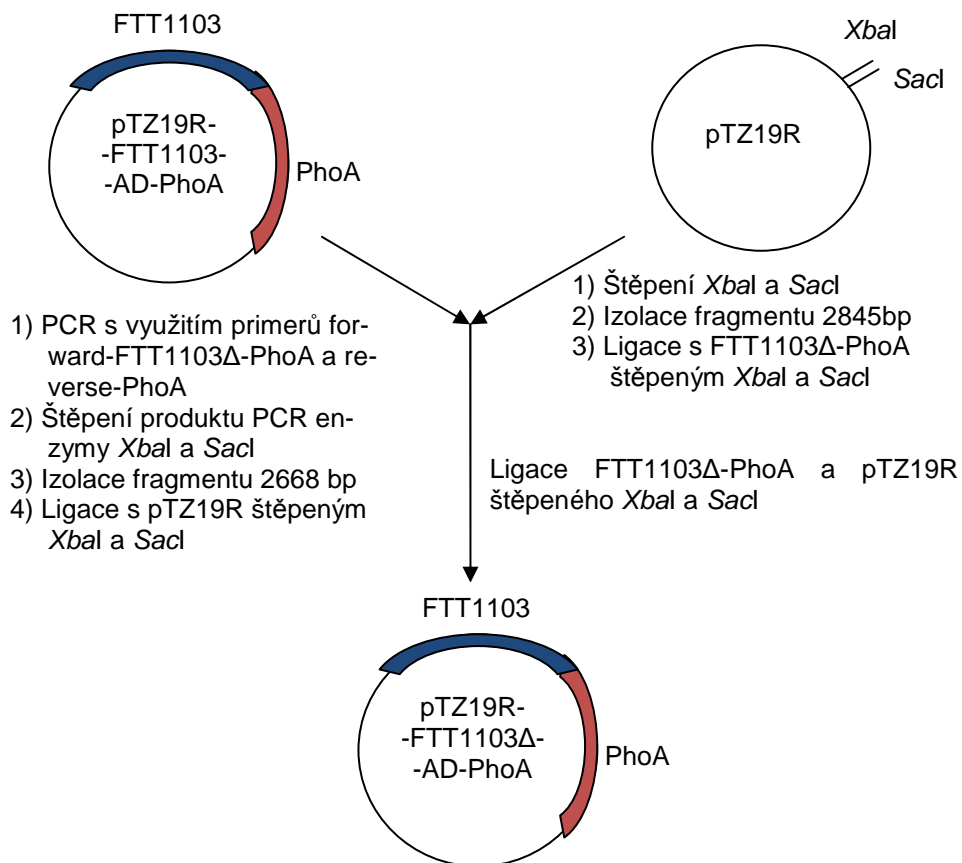 FTT1103
pTZ19R-
-FTT1103-
-AD-PhoA
PhoA
XbaI
SacI
pTZ19R
1) PCR s využitím primerů for-
ward-FTT1103Δ-PhoA a re-
verse-PhoA
2) Štěpení produktu PCR en-
zymy XbaI a SacI
3) Izolace fragmentu 2668 bp
4) Ligace s pTZ19R štěpeným
XbaI a SacI
1) Štěpení XbaI a SacI
2) Izolace fragmentu 2845bp
3) Ligace s FTT1103Δ-PhoA
štěpeným XbaI a SacI
Ligace FTT1103Δ-PhoA a pTZ19R
štěpeného XbaI a SacI
FTT1103
pTZ19R-
-FTT1103Δ-
-AD-PhoA
PhoA